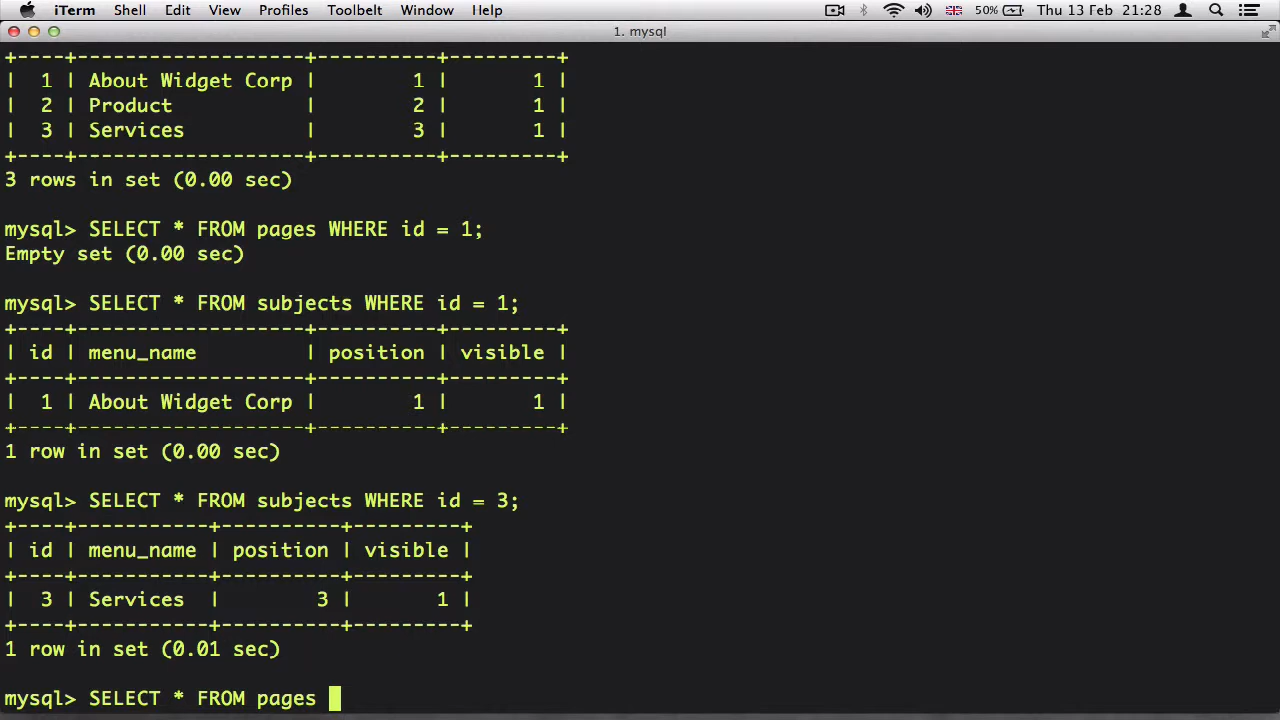 iTerm Shell Edit View Profiles Toolbelt Window Help 50% Thu 13 Feb 21:28
1. mysql
+----+-------------------+----------+---------+
| 1 | About Widget Corp | 1 | 1 |
| 2 | Product | 2 | 1 |
| 3 | Services | 3 | 1 |
+----+-------------------+----------+---------+
3 rows in set (0.00 sec)
mysql> SELECT * FROM pages WHERE id = 1;
Empty set (0.00 sec)
mysql> SELECT * FROM subjects WHERE id = 1;
+----+-------------------+----------+---------+
| id | menu_name | position | visible |
+----+-------------------+----------+---------+
| 1 | About Widget Corp | 1 | 1 |
+----+-------------------+----------+---------+
1 row in set (0.00 sec)
mysql> SELECT * FROM subjects WHERE id = 3;
+----+-----------+----------+---------+
| id | menu_name | position | visible |
+----+-----------+----------+---------+
| 3 | Services | 3 | 1 |
+----+-----------+----------+---------+
1 row in set (0.01 sec)
mysql> SELECT * FROM pages